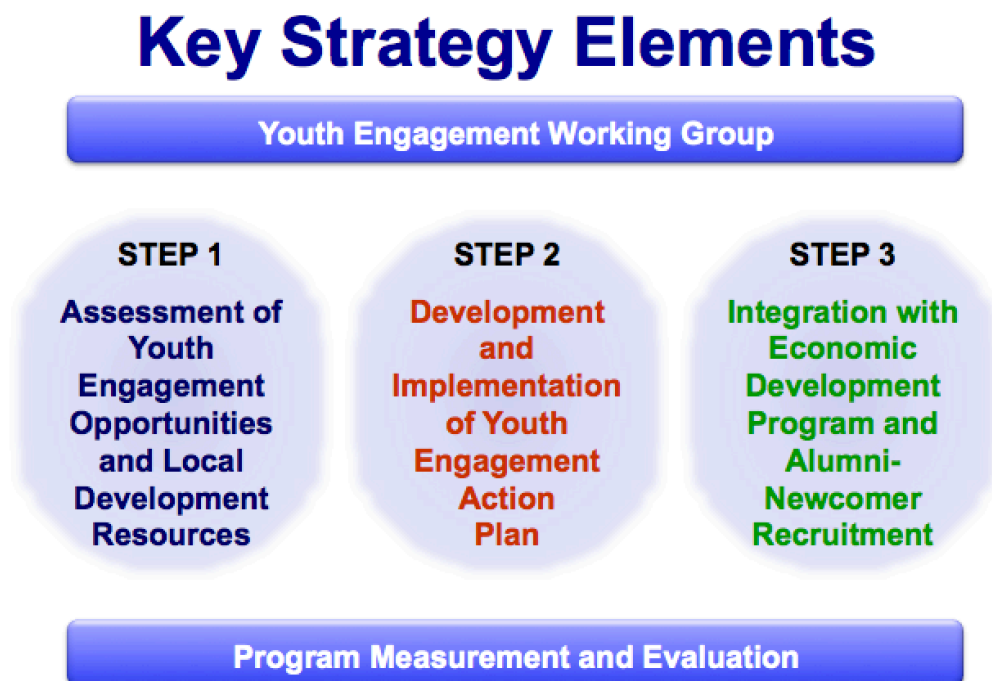 Key Strategy Elements
Youth Engagement Working Group
STEP 1
Assessment of
Youth
Engagement
Opportunities
and Local
Development
Resources
STEP 2
Development
and
Implementation
of Youth
Engagement
Action
Plan
STEP 3
Integration with
Economic
Development
Program and
Alumni-
Newcomer
Recruitment
Program Measurement and Evaluation